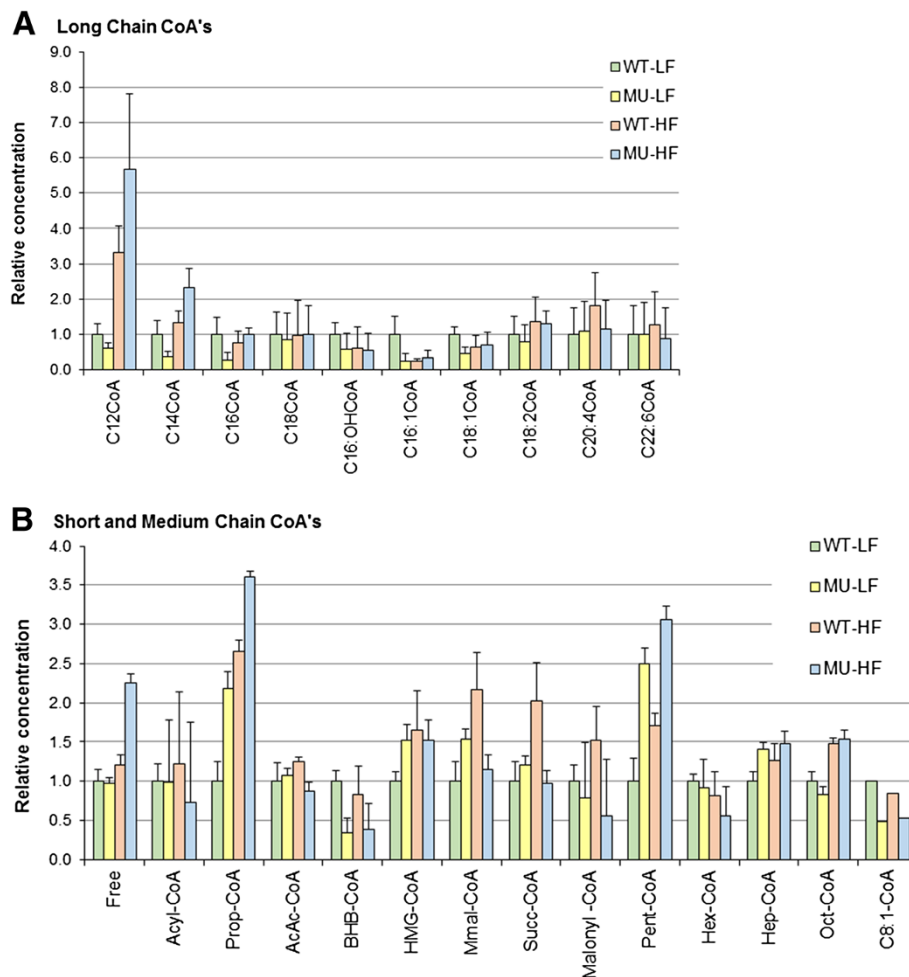 A Long Chain CoA's
Relative concentration
9.0
8.0
7.0
6.0
5.0
4.0
3.0
2.0
1.0
0.0
WT-LF
MU-LF
WT-HF
MU-HF
C12CoA
C14CoA
C16CoA
C18CoA
C16:OHCoA
C16:1CoA
C18:1CoA
C18:2CoA
C20:4CoA
C22:6CoA
B Short and Medium Chain CoA's
Relative concentration
4.0
3.5
3.0
2.5
2.0
1.5
1.0
0.5
0.0
WT-LF
MU-LF
WT-HF
MU-HF
Free
Acyl-CoA
Prop-CoA
AcAc-CoA
BHB-CoA
HMG-CoA
Mmal-CoA
Succ-CoA
Malonyl -CoA
Pent-CoA
Hex-CoA
Hep-CoA
Oct-CoA
C8:1-CoA